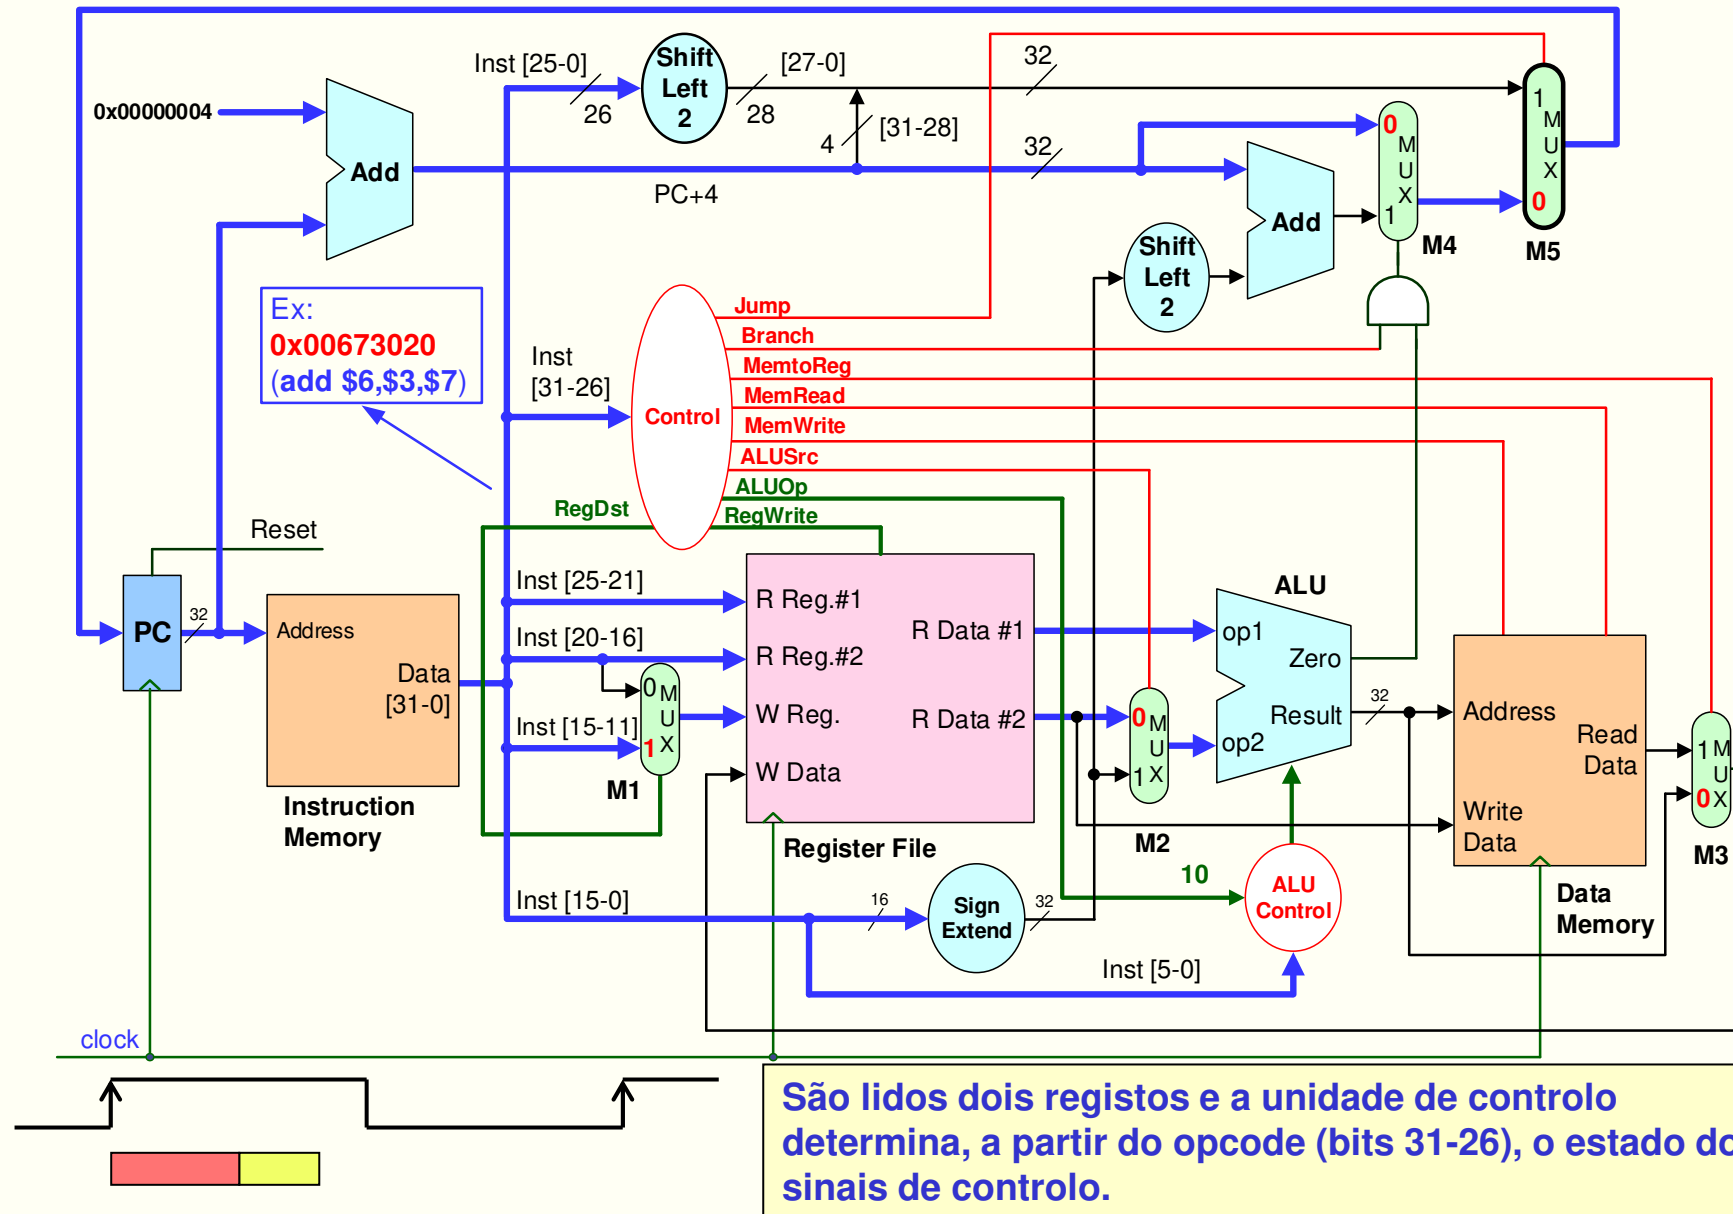 Inst [25-0]
26
Shift
Left
2
28
[27-0]
32
4
[31-28]
0x00000004
Add
PC+4
32
Add
Shift
Left
2
0
M
U
X
1
M4
1
M
U
X
0
M5
Ex:
0x00673020
(add $6,$3,$7)
Inst
[31-26]
Control
Jump
Branch
MemtoReg
MemRead
MemWrite
ALUSrc
ALUOp
RegWrite
RegDst
Reset
PC
32
Address
Data
[31-0]
Instruction
Memory
Inst [25-21]
Inst [20-16]
Inst [15-11]
0
M
U
X
1
M1
R Reg.#1
R Reg.#2
W Reg.
W Data
R Data #1
R Data #2
Register File
0
M
U
X
1
M2
ALU
op1
Zero
Result
op2
32
Address
Read
Data
Write
Data
Data
Memory
1
M
U
X
0
M3
Inst [15-0]
16
Sign
Extend
32
10
ALU
Control
Inst [5-0]
clock
São lidos dois registos e a unidade de controlo
determina, a partir do opcode (bits 31-26), o estado
sinais de controlo.